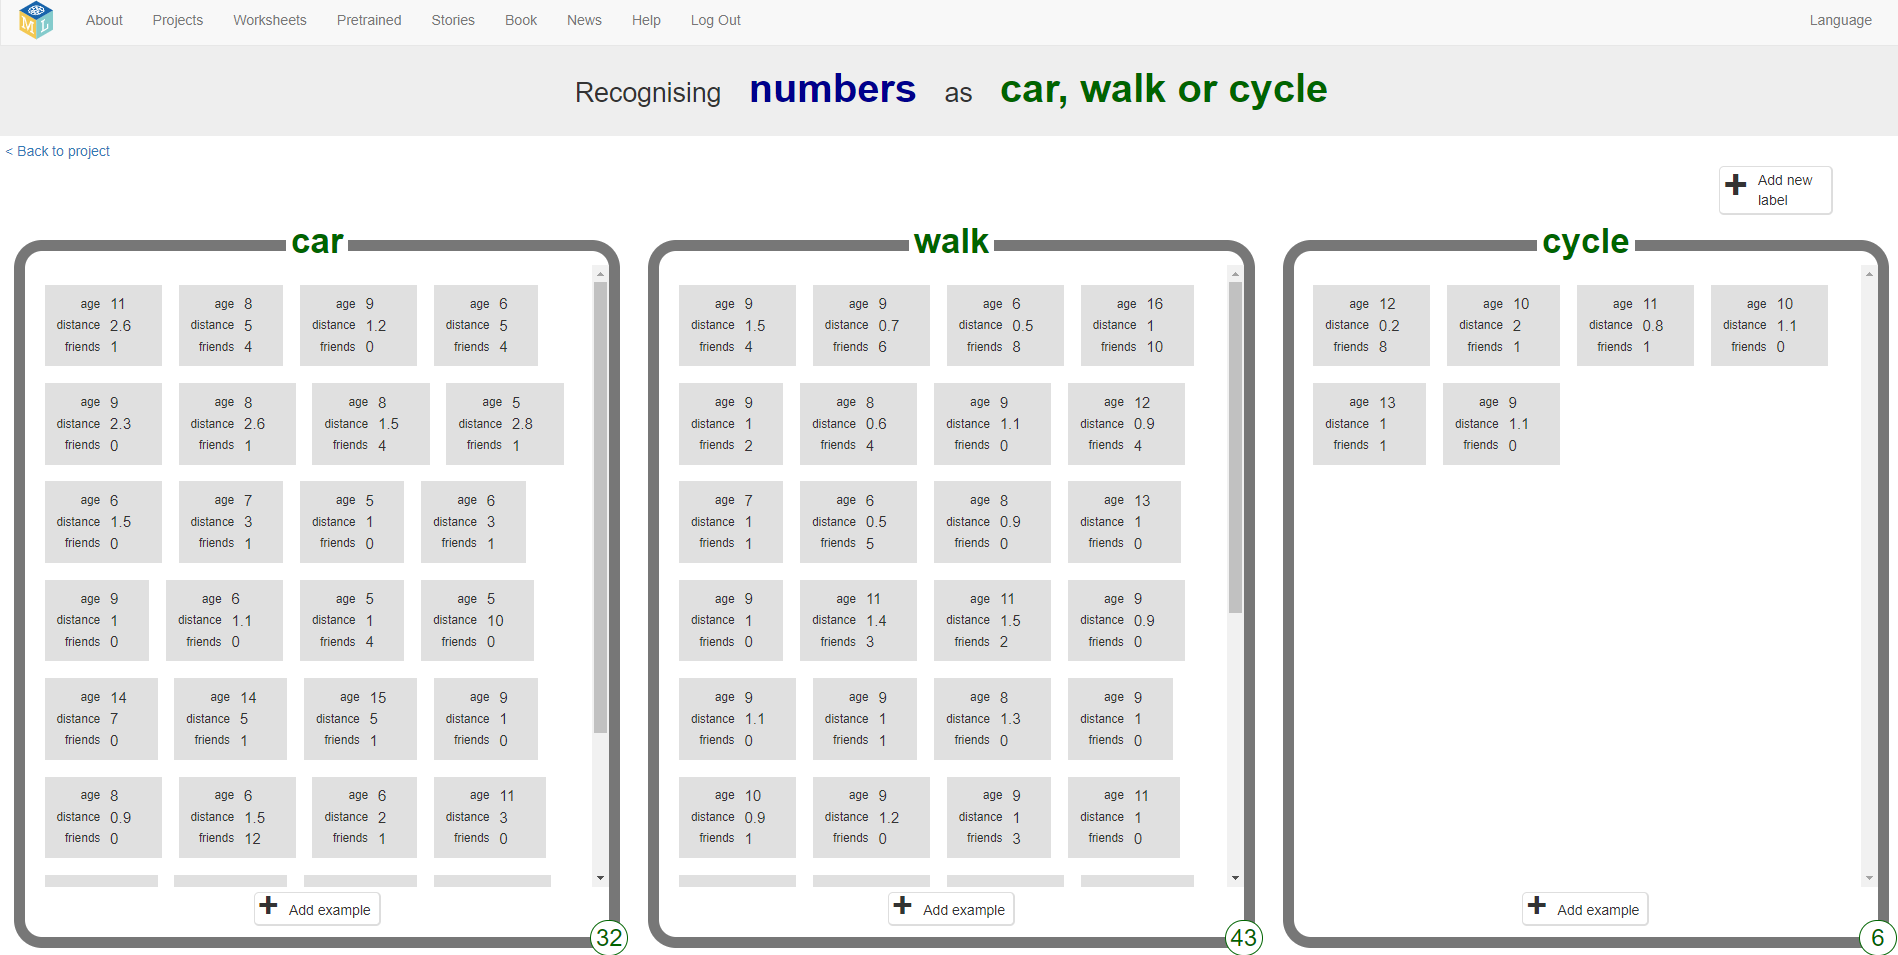 ML
About Projects Worksheets Pretrained Stories Book News Help Log Out Language
Recognising numbers as car, walk or cycle
< Back to project
Add new
label
car
age 11 age 8 age 9 age 6
distance 2.6 distance 5 distance 1.2 distance 5
friends 1 friends 4 friends 0 friends 4
age 9 age 8 age 8 age 5
distance 2.3 distance 2.6 distance 1.5 distance 2.8
friends 0 friends 1 friends 4 friends 1
age 6 age 7 age 5 age 6
distance 1.5 distance 3 distance 1 distance 3
friends 0 friends 1 friends 0 friends 1
age 9 age 6 age 5 age 5
distance 1 distance 1.1 distance 1 distance 10
friends 0 friends 0 friends 4 friends 0
age 14 age 14 age 15 age 9
distance 7 distance 5 distance 5 distance 1
friends 0 friends 1 friends 1 friends 0
age 8 age 6 age 6 age 11
distance 0.9 distance 1.5 distance 2 distance 3
friends 0 friends 12 friends 1 friends 0
Add example
32
walk
age 9 age 9 age 6 age 16
distance 1.5 distance 0.7 distance 0.5 distance 1
friends 4 friends 6 friends 8 friends 10
age 9 age 8 age 9 age 12
distance 1 distance 0.6 distance 1.1 distance 0.9
friends 2 friends 4 friends 0 friends 4
age 7 age 6 age 8 age 13
distance 1 distance 0.5 distance 0.9 distance 1
friends 1 friends 5 friends 0 friends 0
age 9 age 11 age 11 age 9
distance 1 distance 1.4 distance 1.5 distance 0.9
friends 0 friends 3 friends 2 friends 0
age 9 age 9 age 8 age 9
distance 1.1 distance 1 distance 1.3 distance 1
friends 0 friends 1 friends 0 friends 0
age 10 age 9 age 9 age 11
distance 0.9 distance 1.2 distance 1 distance 1
friends 1 friends 0 friends 3 friends 0
Add example
43
cycle
age 12 age 10 age 11 age 10
distance 0.2 distance 2 distance 0.8 distance 1.1
friends 8 friends 1 friends 1 friends 0
age 13 age 9
distance 1 distance 1.1
friends 1 friends 0
Add example
6